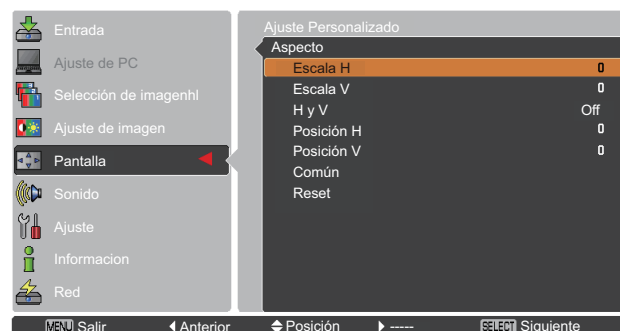 Entrada
Ajuste de PC
Selección de imagenhl
Ajuste de imagen
Pantalla
Sonido
Ajuste
Informacion
Red
Ajuste Personalizado
Aspecto
Escala H 0
Escala V 0
H y V Off
Posición H 0
Posición V 0
Común
Reset
MENU Salir Anterior Posición ----- SELECT Siguiente